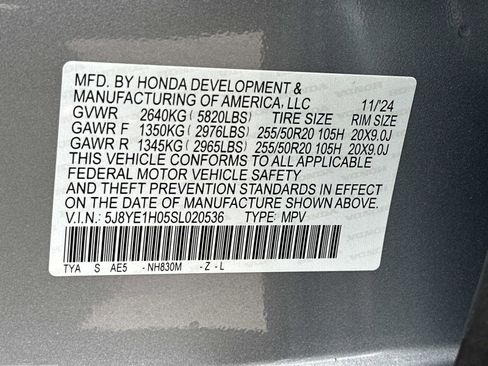 MFD. BY HONDA DEVELOPMENT &
MANUFACTURING OF AMERICA, LLC 11/24
GVWR 2640KG ( 5820LBS) TIRE SIZE RIM SIZE
GAWR F 1350KG ( 2976LBS) 255/50R20 105H 20X9.0J
GAWR R 1345KG ( 2965LBS) 255/50R20 105H 20X9.0J
THIS VEHICLE CONFORMS TO ALL APPLICABLE
FEDERAL MOTOR VEHICLE SAFETY
AND THEFT PREVENTION STANDARDS IN EFFECT
ON THE DATE OF MANUFACTURE SHOWN ABOVE.
V.I.N.: 5J8YE1H05SL020536 TYPE: MPV
TYA S AE5 - NH830M - Z - L